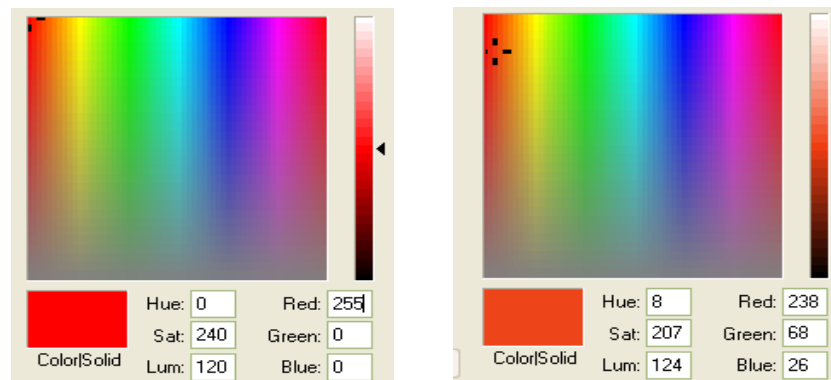 Hue: 0 Red: 255
Sat: 240 Green: 0
Color|Solid Lum: 120 Blue: 0
Hue: 8 Red: 238
Sat: 207 Green: 68
Color|Solid Lum: 124 Blue: 26